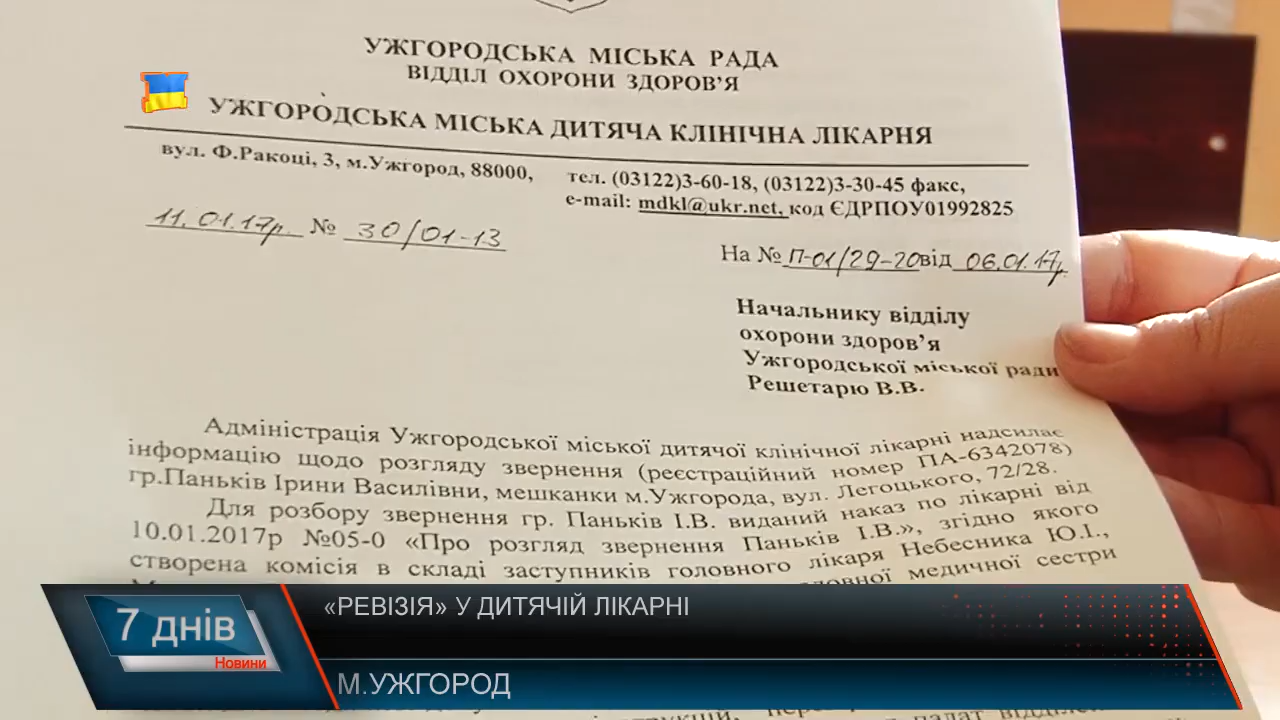 УЖГОРОДСЬКА МІСЬКА РАДА
ВІДДІЛ ОХОРОНИ ЗДОРОВ’Я
УЖГОРОДСЬКА МІСЬКА ДИТЯЧА КЛІНІЧНА ЛІКАРНЯ
вул. Ф.Ракоці, 3, м.Ужгород, 88000,
тел. (03122)3-60-18, (03122)3-30-45 факс,
e-mail: mdkl@ukr.net, код ЄДРПОУ01992825
11.01.17р. № 30/01-13
На № П-01/29-20 від 06.01.17р
Начальнику відділу
охорони здоров’я
Ужгородської міської ради
Решетарю В.В.
Адміністрація Ужгородської міської дитячої клінічної лікарні надсилає
інформацію щодо розгляду звернення (реєстраційний номер ПА-6342078)
гр.Паньків Ірини Василівни, мешканки м.Ужгорода, вул. Легоцького, 72/28.
Для розбору звернення гр. Паньків І.В. виданий наказ по лікарні від
10.01.2017р №05-0 «Про розгляд звернення Паньків І.В.», згідно якого
створена комісія в складі заступників головного лікаря Небесника Ю.І.,
медичної сестри
7 днів
Новини
«РЕВІЗІЯ» У ДИТЯЧІЙ ЛІКАРНІ
М.УЖГОРОД